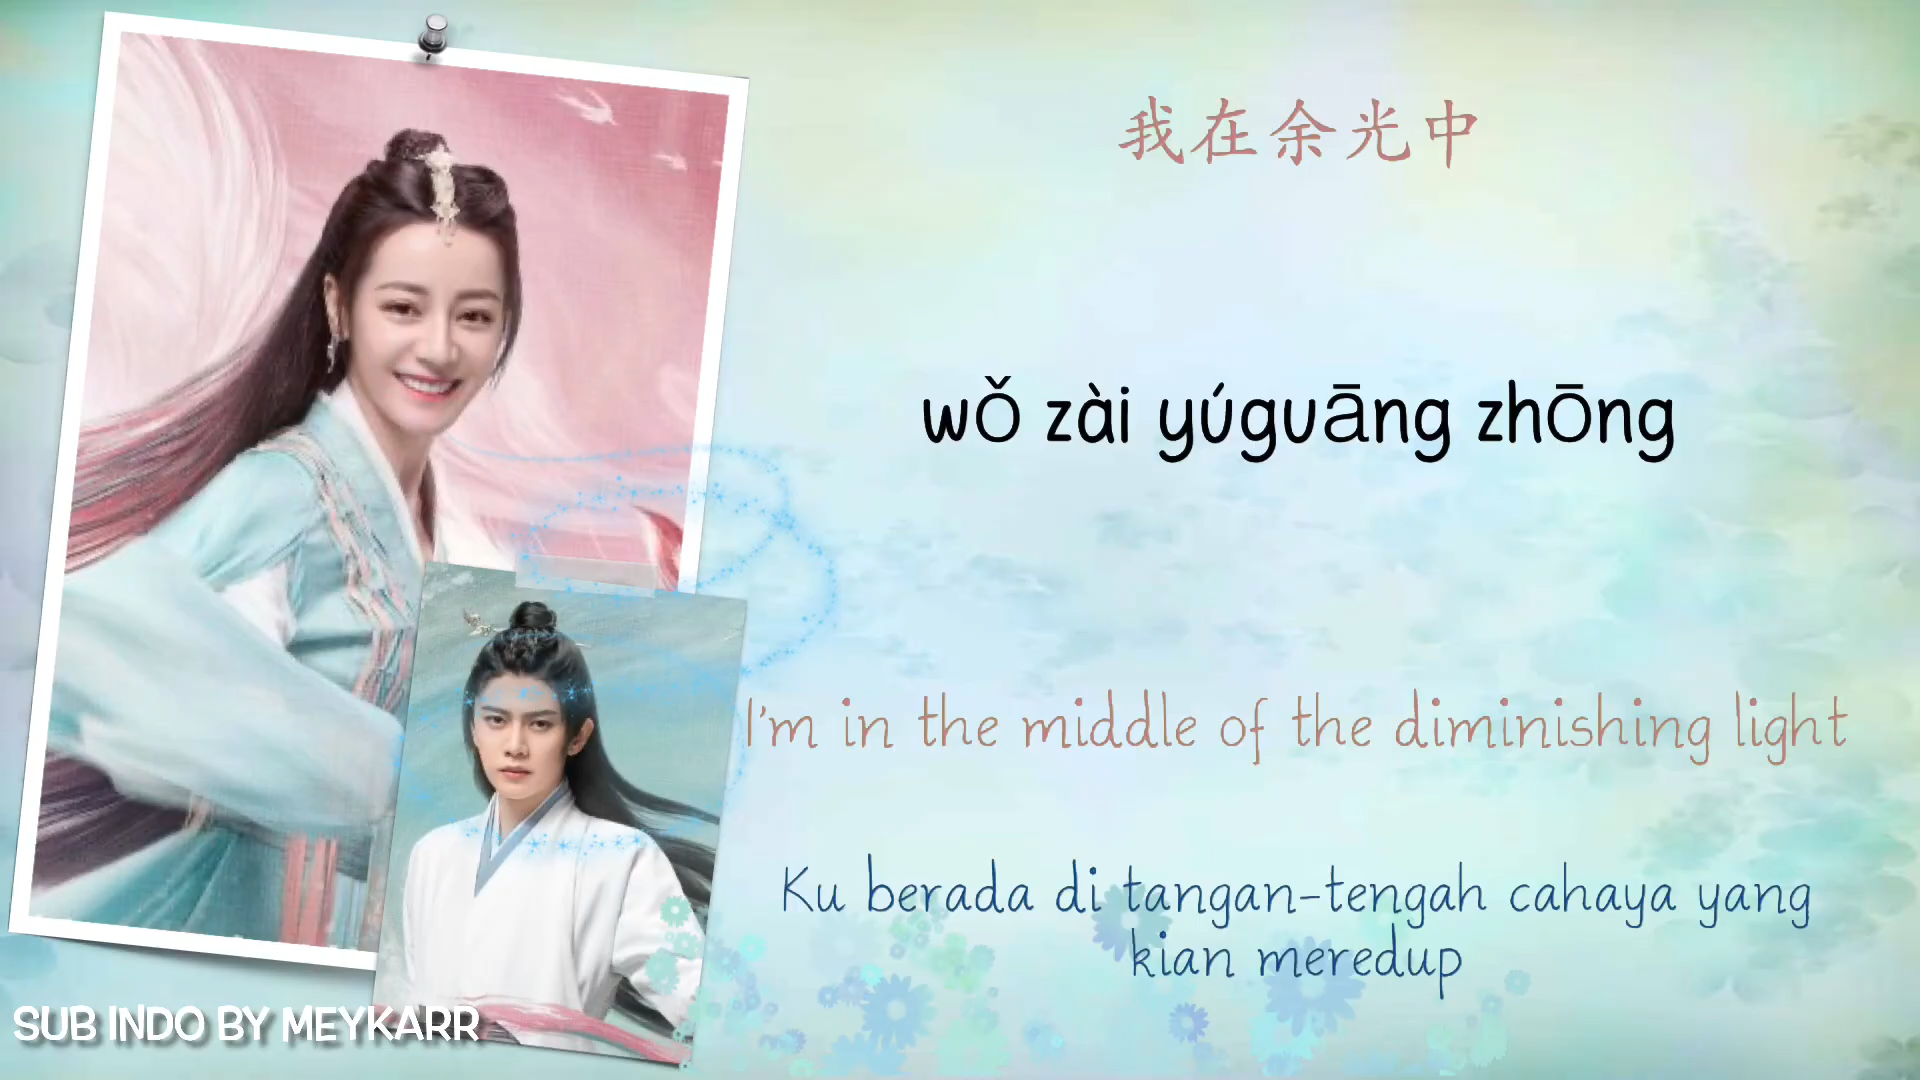 我在余光中
wǒ zài yúguāng zhōng
I'm in the middle of the diminishing light
Ku berada di tangan-tengah cahaya yang
kian meredup
SUB INDO BY MEYKARR